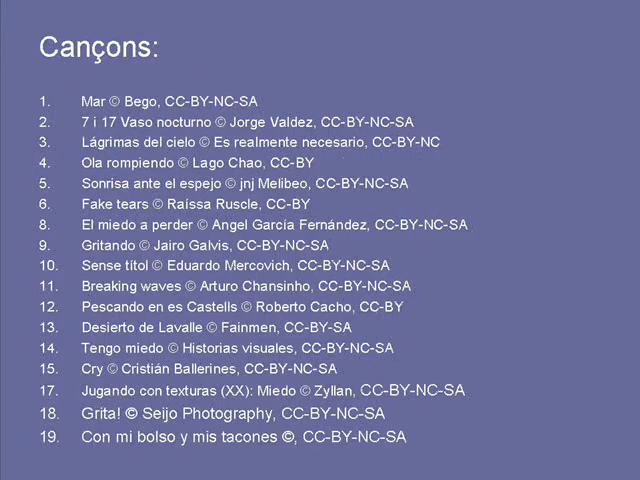 Cançons:
1. Mar © Bego, CC-BY-NC-SA
2. 7 i 17 Vaso nocturno © Jorge Valdez, CC-BY-NC-SA
3. Lágrimas del cielo © Es realmente necesario, CC-BY-NC
4. Ola rompiendo © Lago Chao, CC-BY
5. Sonrisa ante el espejo © jnj Melibeo, CC-BY-NC-SA
6. Fake tears © Raíssa Ruscle, CC-BY
8. El miedo a perder © Angel García Fernández, CC-BY-NC-SA
9. Gritando © Jairo Galvis, CC-BY-NC-SA
10. Sense títol © Eduardo Mercovich, CC-BY-NC-SA
11. Breaking waves © Arturo Chansinho, CC-BY-NC-SA
12. Pescando en es Castells © Roberto Cacho, CC-BY
13. Desierto de Lavalle © Fainmen, CC-BY-SA
14. Tengo miedo © Historias visuales, CC-BY-NC-SA
15. Cry © Cristián Ballerines, CC-BY-NC-SA
17. Jugando con texturas (XX): Miedo © Zyllan, CC-BY-NC-SA
18. Grita! © Seijo Photography, CC-BY-NC-SA
19. Con mi bolso y mis tacones ©, CC-BY-NC-SA